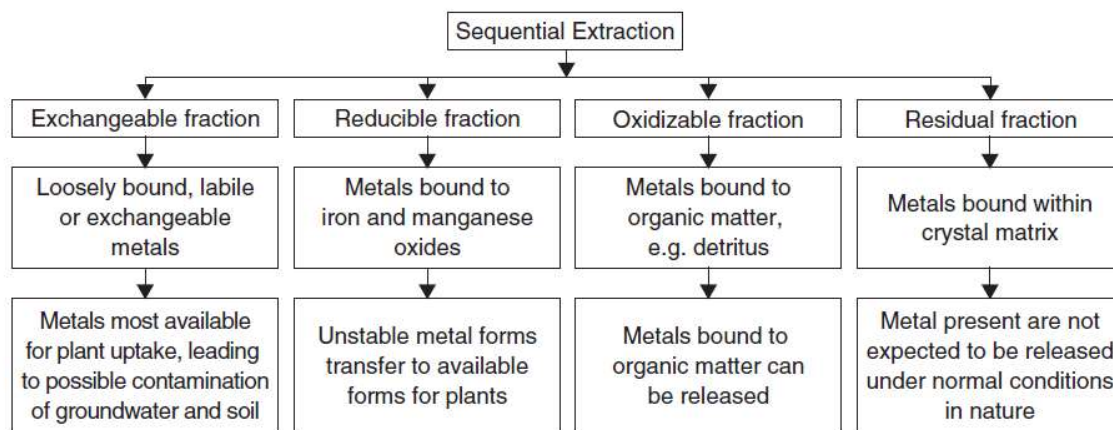 Sequential Extraction
Exchangeable fraction
Reducible fraction
Oxidizable fraction
Residual fraction
Loosely bound, labile
or exchangeable
metals
Metals bound to
iron and manganese
oxides
Metals bound to
organic matter,
e.g. detritus
Metals bound within
crystal matrix
Metals most available
for plant uptake, leading
to possible contamination
of groundwater and soil
Unstable metal forms
transfer to available
forms for plants
Metals bound to
organic matter can
be released
Metal present are not
expected to be released
under normal conditions
in nature